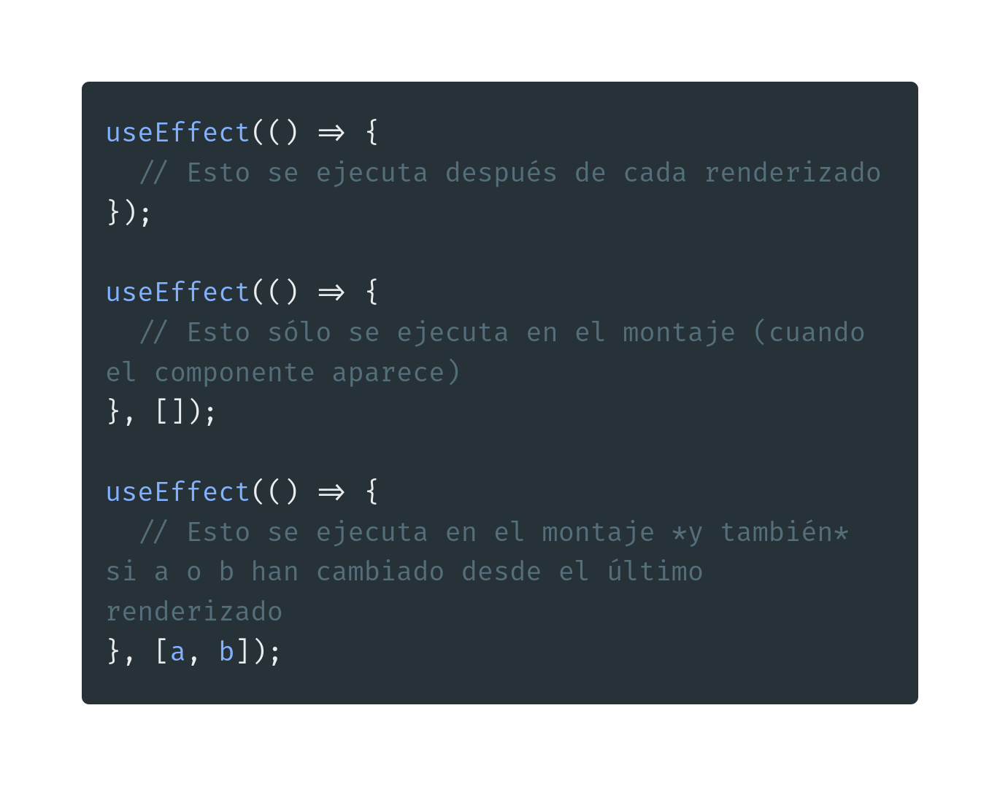 useEffect(() => {
  // Esto se ejecuta después de cada renderizado
});

useEffect(() => {
  // Esto sólo se ejecuta en el montaje (cuando
el componente aparece)
}, []);

useEffect(() => {
  // Esto se ejecuta en el montaje *y también*
si a o b han cambiado desde el último
renderizado
}, [a, b]);